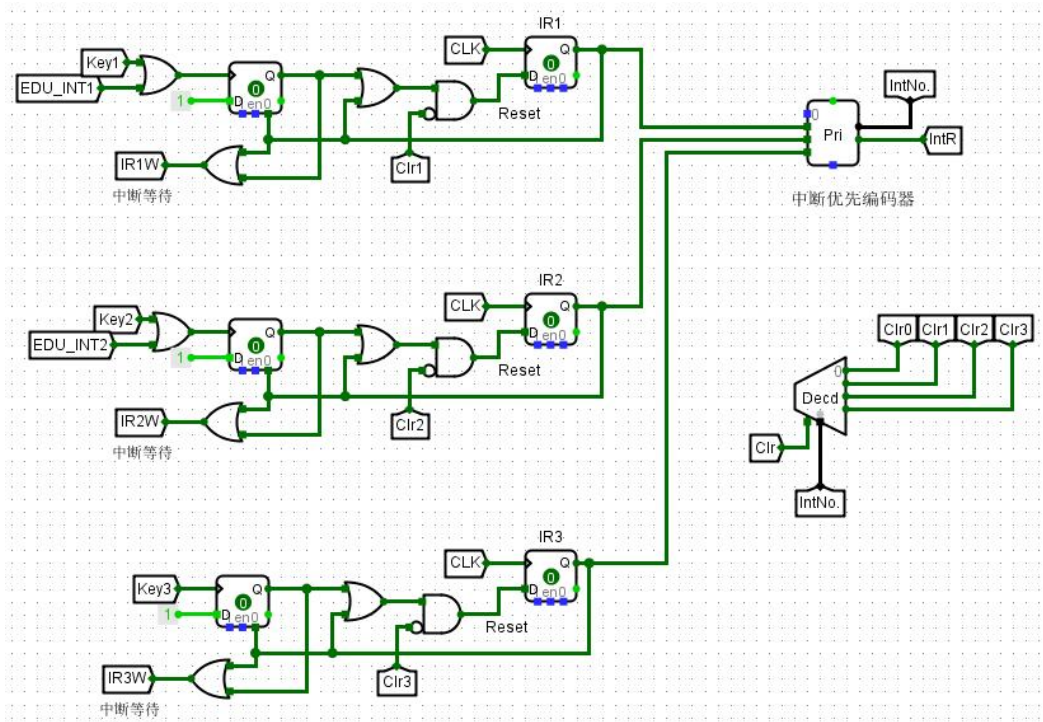 IR1
CLK
Q
0
D
en0
Key1
EDU_INT1
1
Q
0
D
en0
Reset
Clr1
IR1W
中断等待
IntNo.
0
Pri
IntR
中断优先编码器
IR2
CLK
Q
0
D
en0
Key2
EDU_INT2
1
Q
0
D
en0
Reset
Clr2
IR2W
中断等待
Clr0 Clr1 Clr2 Clr3
0
Decd
Clr
IntNo.
IR3
CLK
Q
0
D
en0
Key3
1
Q
0
D
en0
Reset
Clr3
IR3W
中断等待